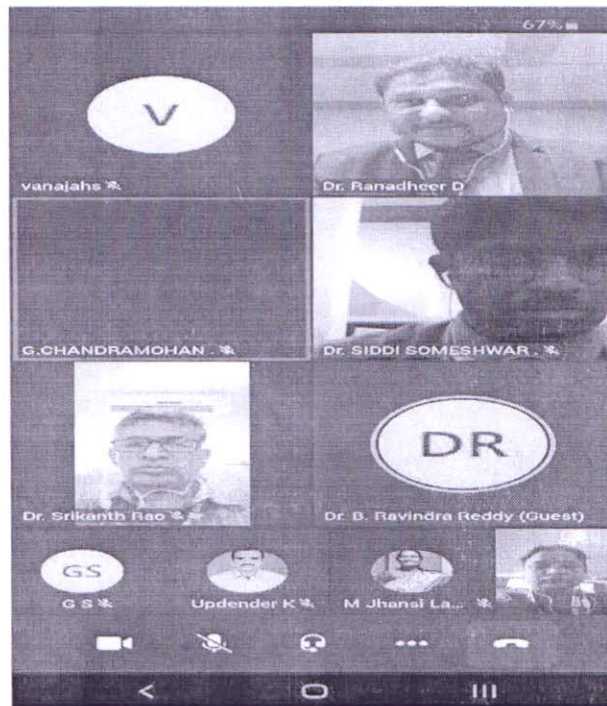 67%
V
vanajahs
Dr. Ranadheer D
G.CHANDRAMOHAN .
Dr. SIDDI SOMESHWAR .
Dr. Srikanth Rao
DR
Dr. B. Ravindra Reddy (Guest)
GS
G S
Updender K
M Jhansi La...